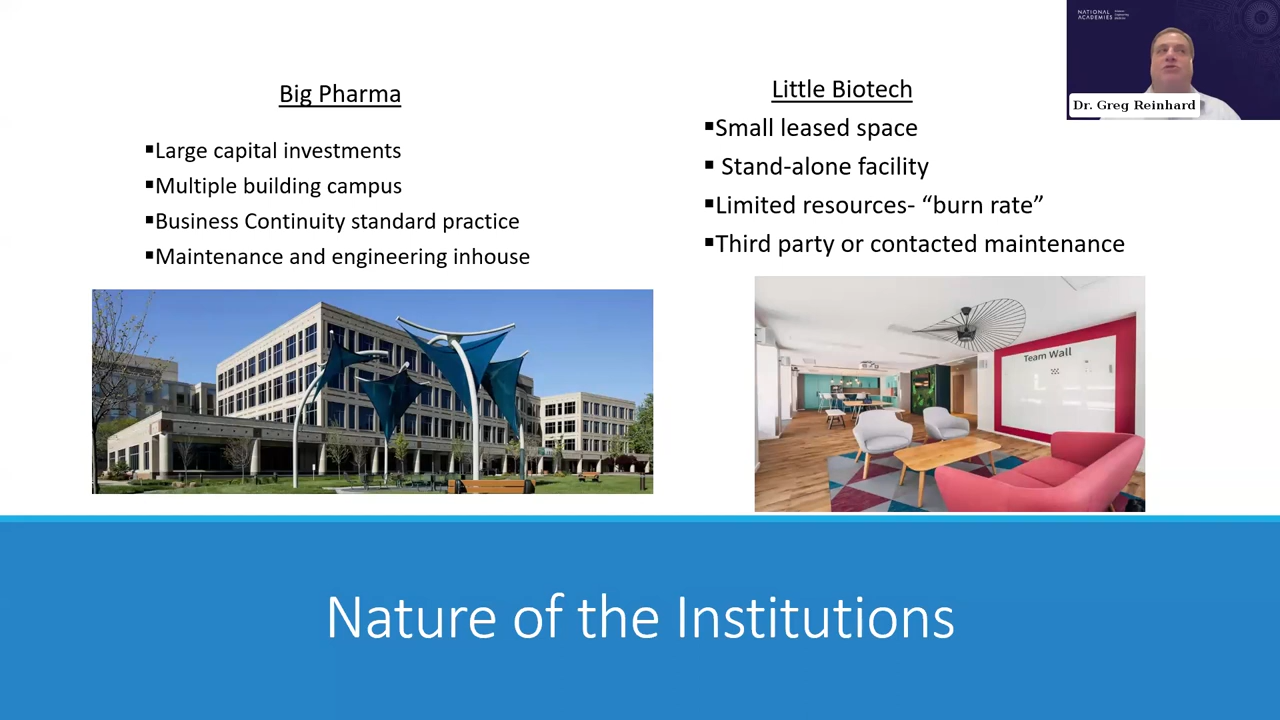 Big Pharma
▪Large capital investments
▪Multiple building campus
▪Business Continuity standard practice
▪Maintenance and engineering inhouse
Little Biotech
▪Small leased space
▪ Stand-alone facility
▪Limited resources- “burn rate”
▪Third party or contacted maintenance
NATIONAL
ACADEMIES
Dr. Greg Reinhard
Team Wall
Nature of the Institutions